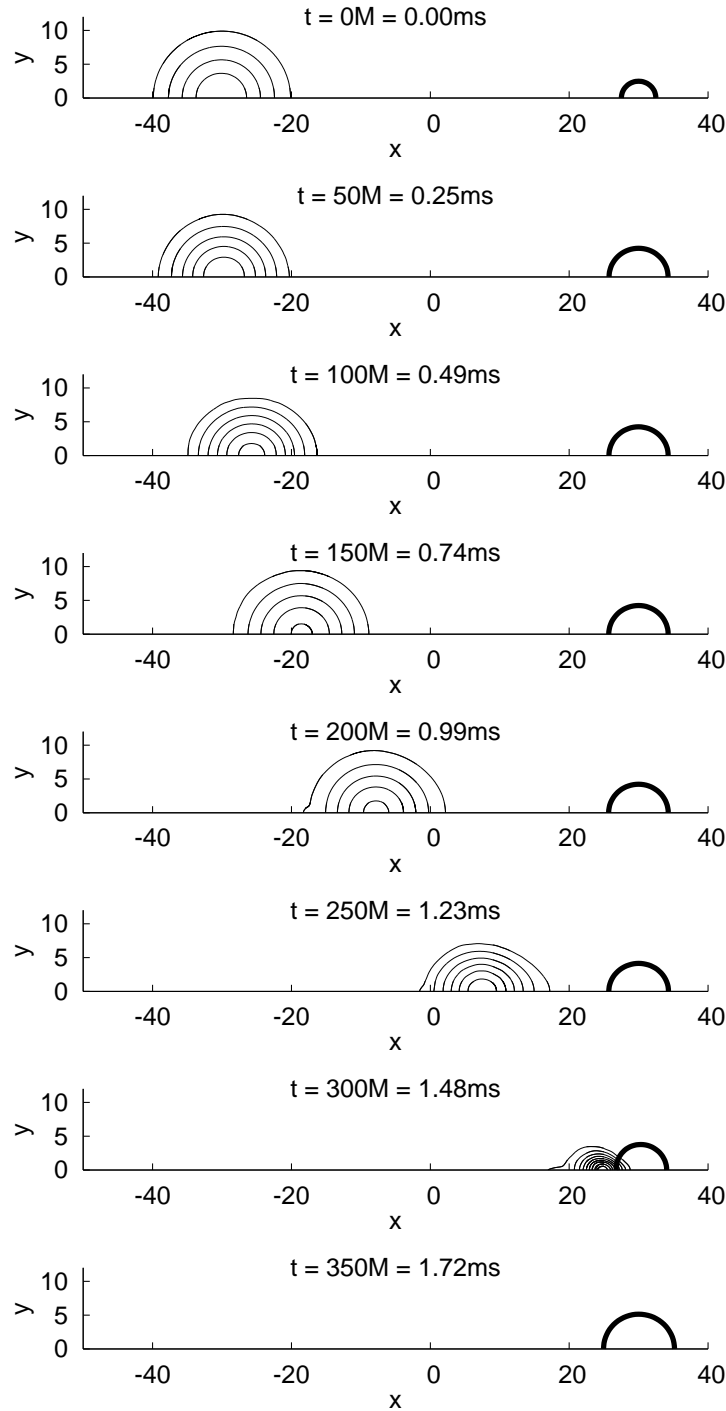 t = 0M = 0.00ms
y
10
5
0
-40 -20 0 20 40
x
t = 50M = 0.25ms
y
10
5
0
-40 -20 0 20 40
x
t = 100M = 0.49ms
y
10
5
0
-40 -20 0 20 40
x
t = 150M = 0.74ms
y
10
5
0
-40 -20 0 20 40
x
t = 200M = 0.99ms
y
10
5
0
-40 -20 0 20 40
x
t = 250M = 1.23ms
y
10
5
0
-40 -20 0 20 40
x
t = 300M = 1.48ms
y
10
5
0
-40 -20 0 20 40
x
t = 350M = 1.72ms
y
10
5
0
-40 -20 0 20 40
x